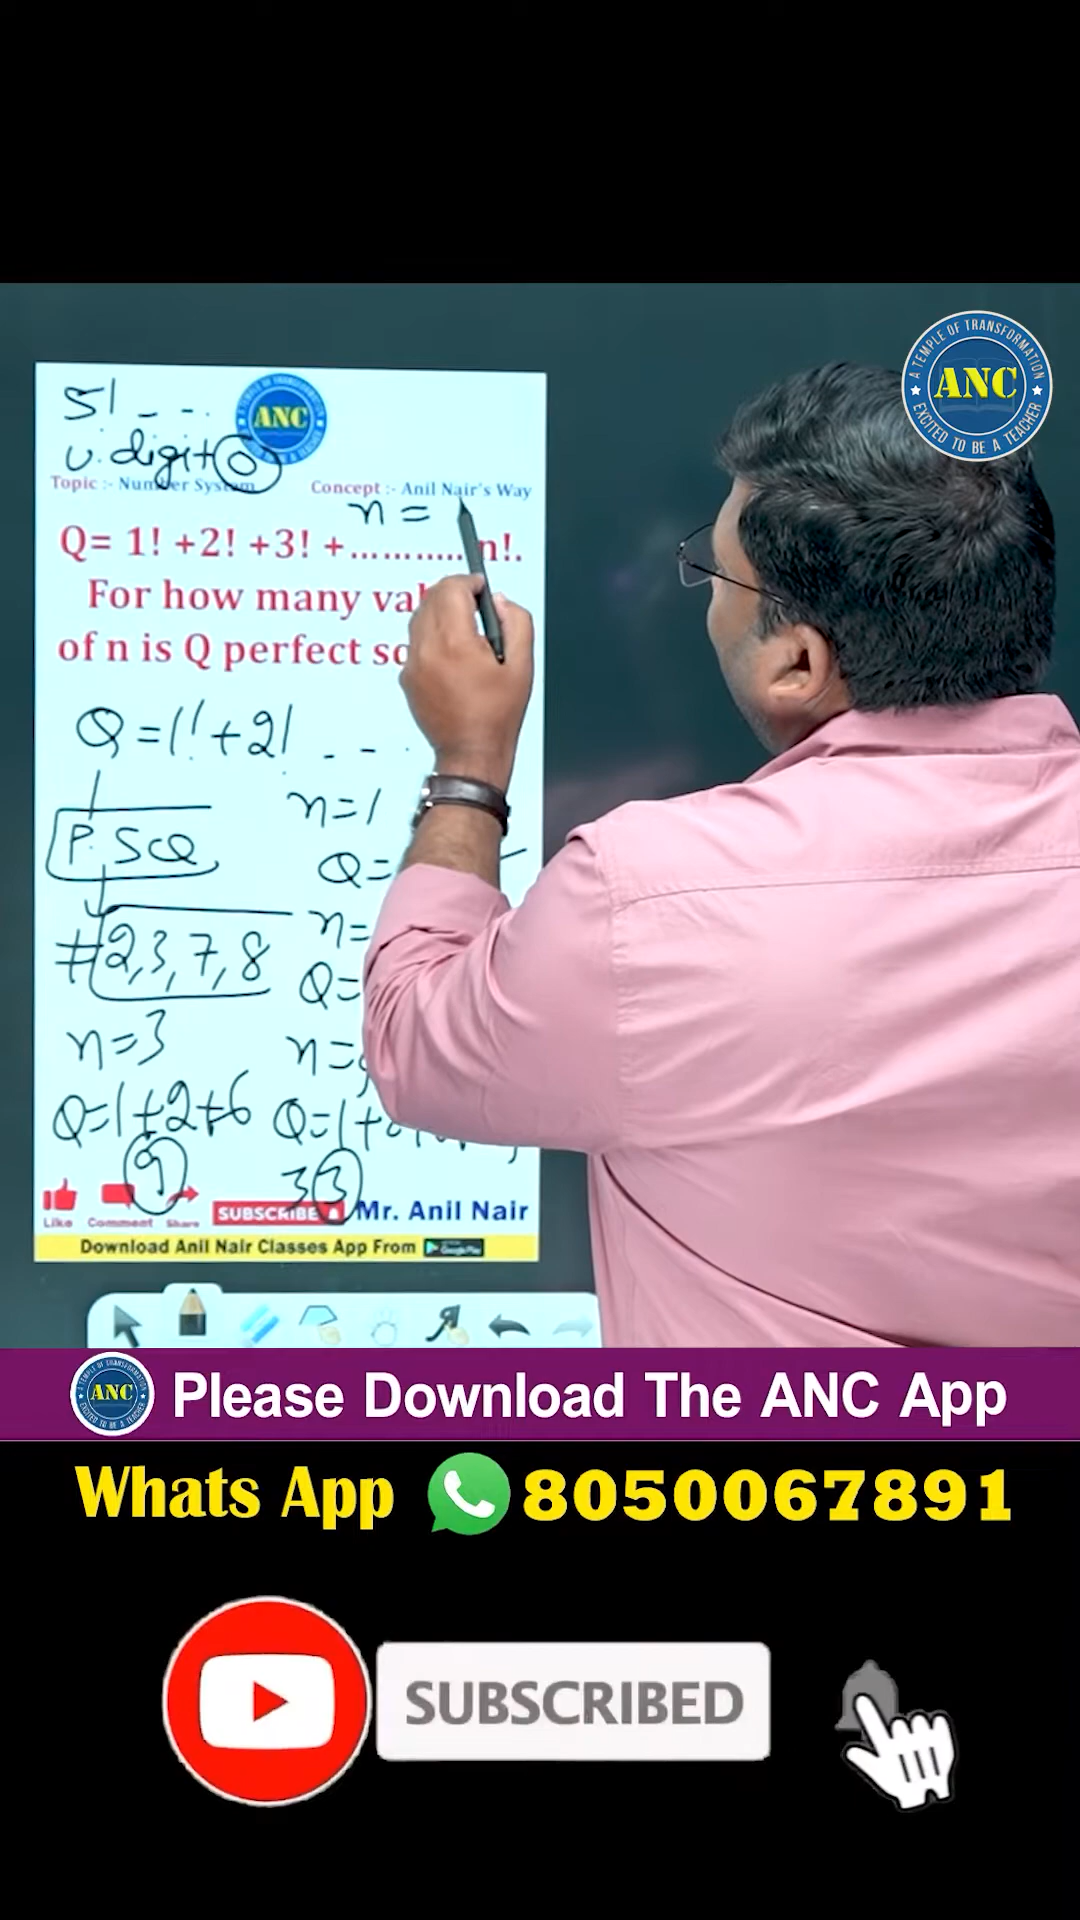 A TEMPLE OF TRANSFORMATION
ANC
EXCITED TO BE A TEACHER
5! - - .
ANC
U. digit 0
Topic :- Number System
Concept :- Anil Nair's Way
n =
Q= 1! +2! +3! +........... n!.
For how many val
of n is Q perfect sq
Q = 1! + 2! - - .
n=1
P. SQ
Q=
≠ 2, 3, 7, 8
n=
Q=
n=3
n=
Q=1+2+6
Q=1+
9
33
Like
Comment
Share
SUBSCRIBE
Mr. Anil Nair
Download Anil Nair Classes App From
ANC
Please Download The ANC App
Whats App 8050067891
SUBSCRIBED